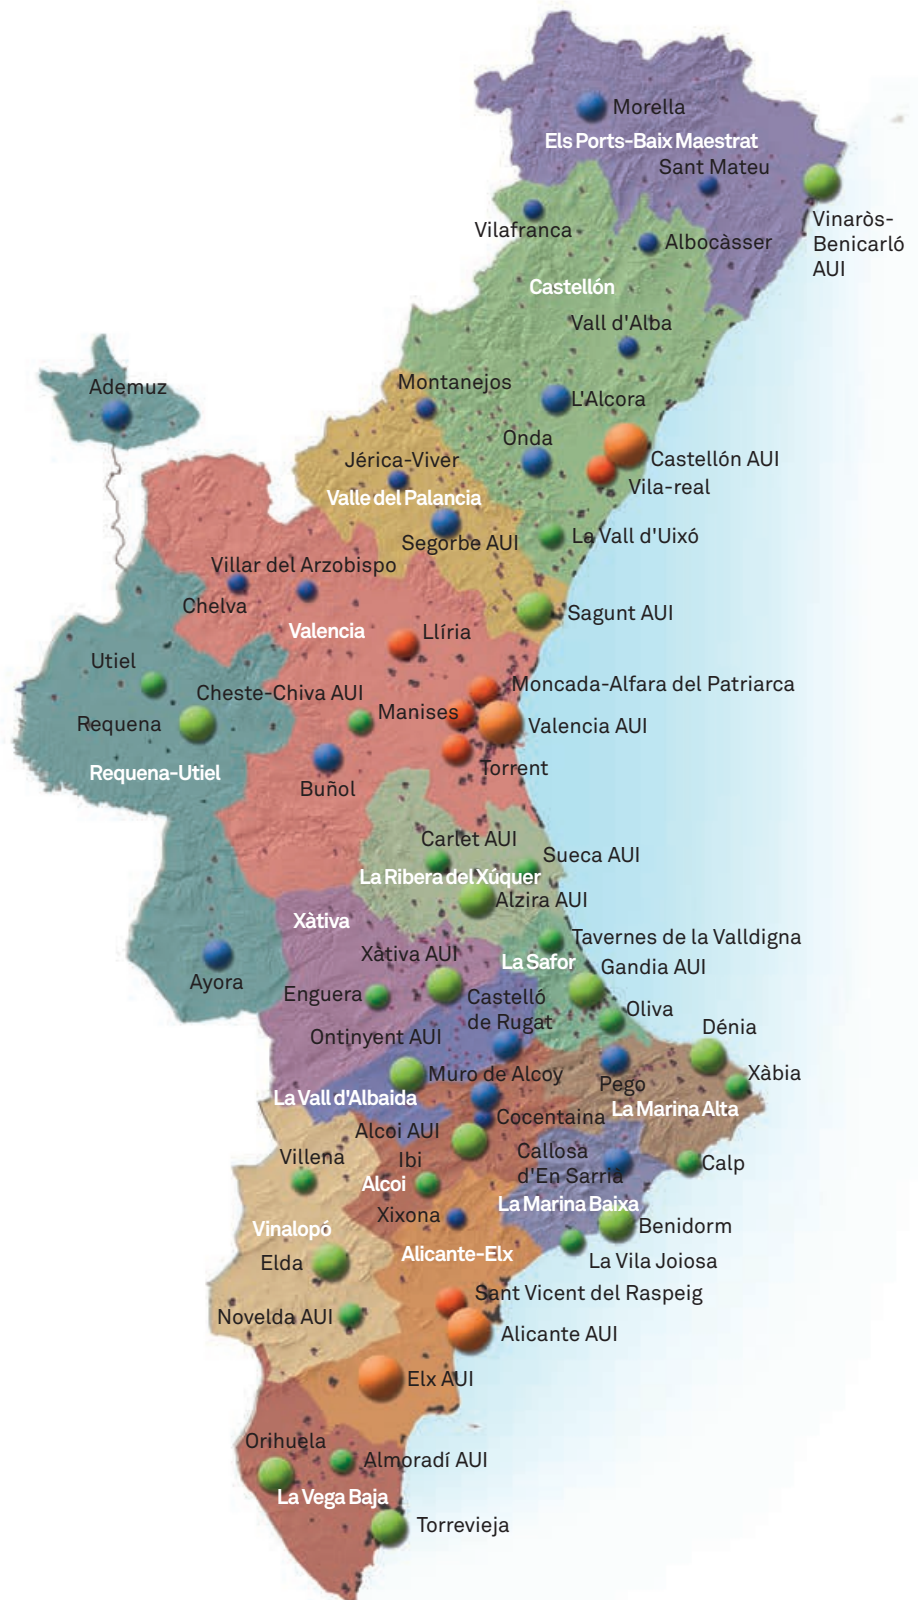 Morella
Els Ports-Baix Maestrat
Sant Mateu
Vinaròs-
Benicarló
AUI
Vilafranca
Albocàsser
Castellón
Vall d'Alba
Ademuz
Montanejos
L'Alcora
Onda
Castellón AUI
Jérica-Viver
Vila-real
Valle del Palancia
La Vall d'Uixó
Segorbe AUI
Villar del Arzobispo
Chelva
Sagunt AUI
Valencia
Llíria
Utiel
Moncada-Alfara del Patriarca
Cheste-Chiva AUI
Manises
Requena
Valencia AUI
Requena-Utiel
Torrent
Buñol
Carlet AUI
Sueca AUI
La Ribera del Xúquer
Alzira AUI
Xàtiva
Tavernes de la Valldigna
Xàtiva AUI
La Safor
Gandia AUI
Ayora
Enguera
Castelló
de Rugat
Oliva
Ontinyent AUI
Dénia
Muro de Alcoy
Pego
Xàbia
La Vall d'Albaida
La Marina Alta
Cocentaina
Alcoi AUI
Callosa
d'En Sarrià
Villena
Ibi
Calp
Alcoi
La Marina Baixa
Xixona
Vinalopó
Benidorm
Alicante-Elx
Elda
La Vila Joiosa
Sant Vicent del Raspeig
Novelda AUI
Alicante AUI
Elx AUI
Orihuela
Almoradí AUI
La Vega Baja
Torrevieja